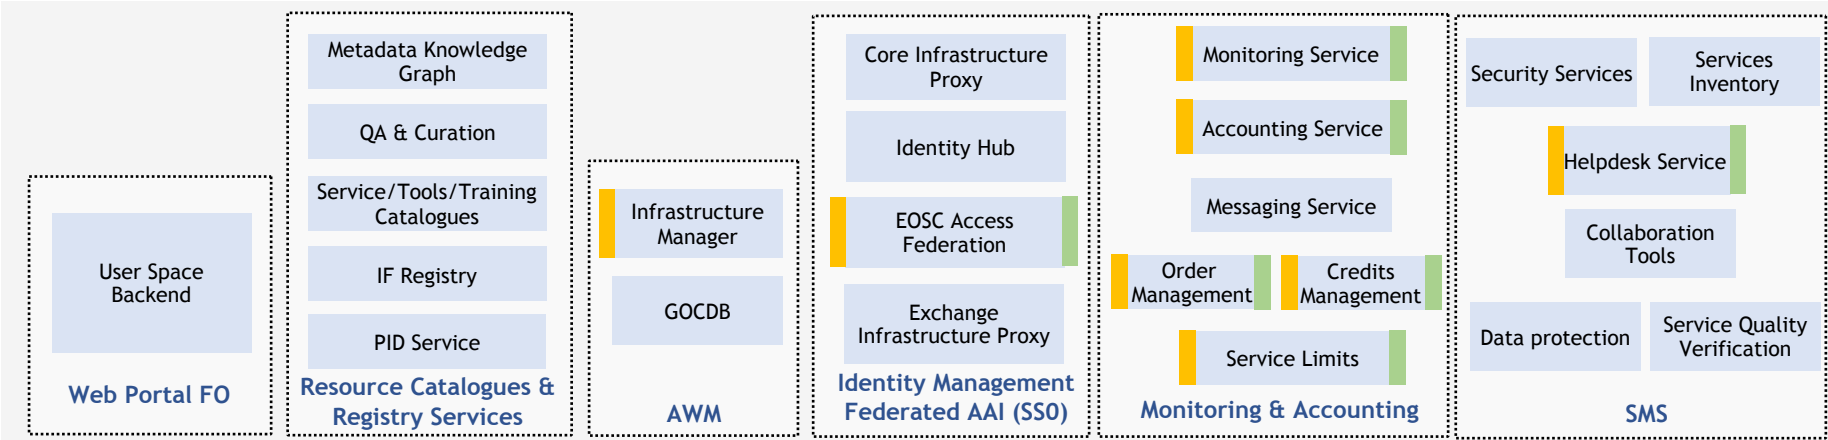 User Space
Backend
Web Portal FO
Metadata Knowledge
Graph
QA & Curation
Service/Tools/Training
Catalogues
IF Registry
PID Service
Resource Catalogues &
Registry Services
Infrastructure
Manager
GOCDB
AWM
Core Infrastructure
Proxy
Identity Hub
EOSC Access
Federation
Exchange
Infrastructure Proxy
Identity Management
Federated AAI (SSO)
Monitoring Service
Accounting Service
Messaging Service
Order
Management
Credits
Management
Service Limits
Monitoring & Accounting
Security Services
Services
Inventory
Helpdesk Service
Collaboration
Tools
Data protection
Service Quality
Verification
SMS